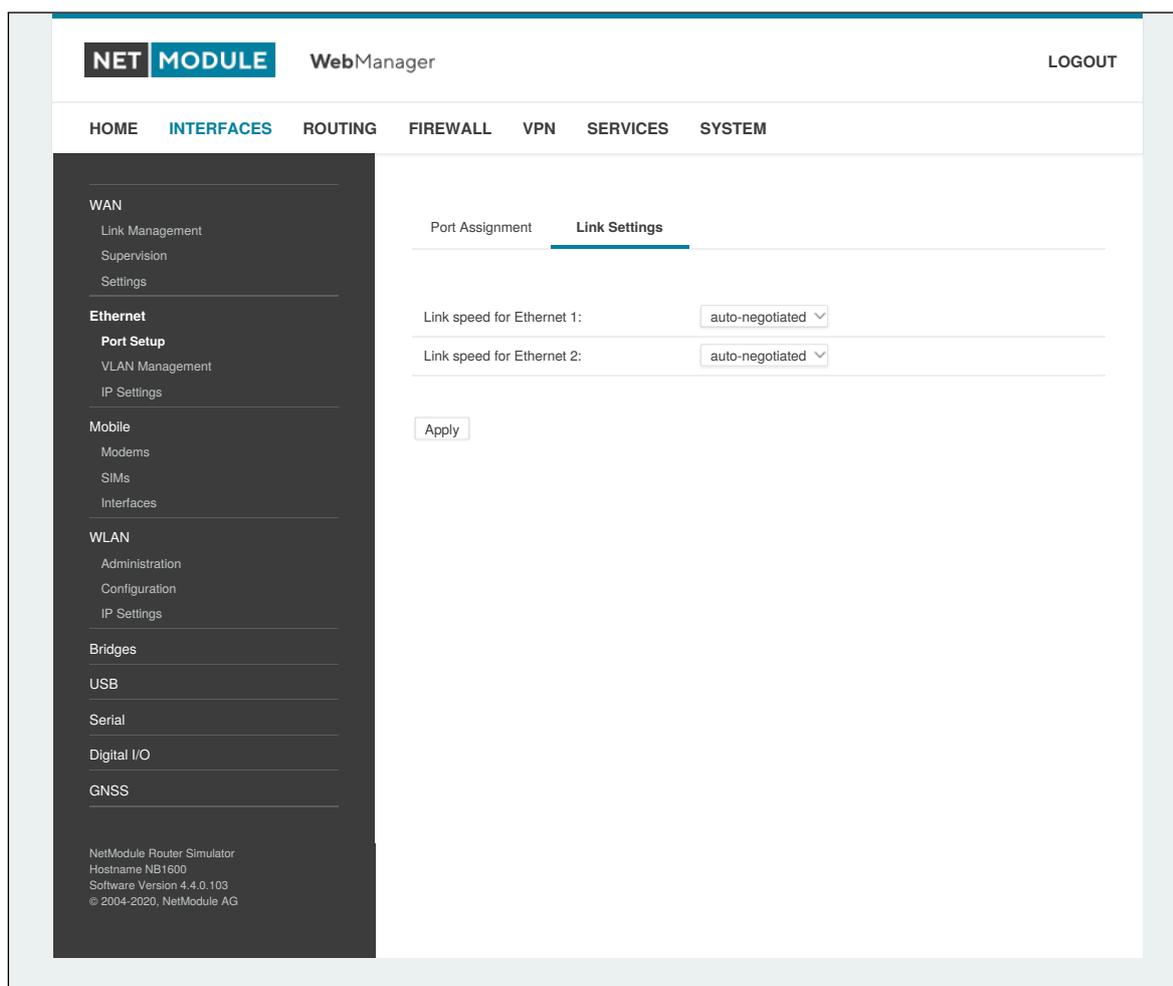 NET MODULE WebManager LOGOUT
HOME INTERFACES ROUTING FIREWALL VPN SERVICES SYSTEM
WAN
Link Management
Supervision
Settings
Ethernet
Port Setup
VLAN Management
IP Settings
Mobile
Modems
SIMs
Interfaces
WLAN
Administration
Configuration
IP Settings
Bridges
USB
Serial
Digital I/O
GNSS
NetModule Router Simulator
Hostname NB1600
Software Version 4.4.0.103
© 2004-2020, NetModule AG
Port Assignment Link Settings
Link speed for Ethernet 1: auto-negotiated
Link speed for Ethernet 2: auto-negotiated
Apply